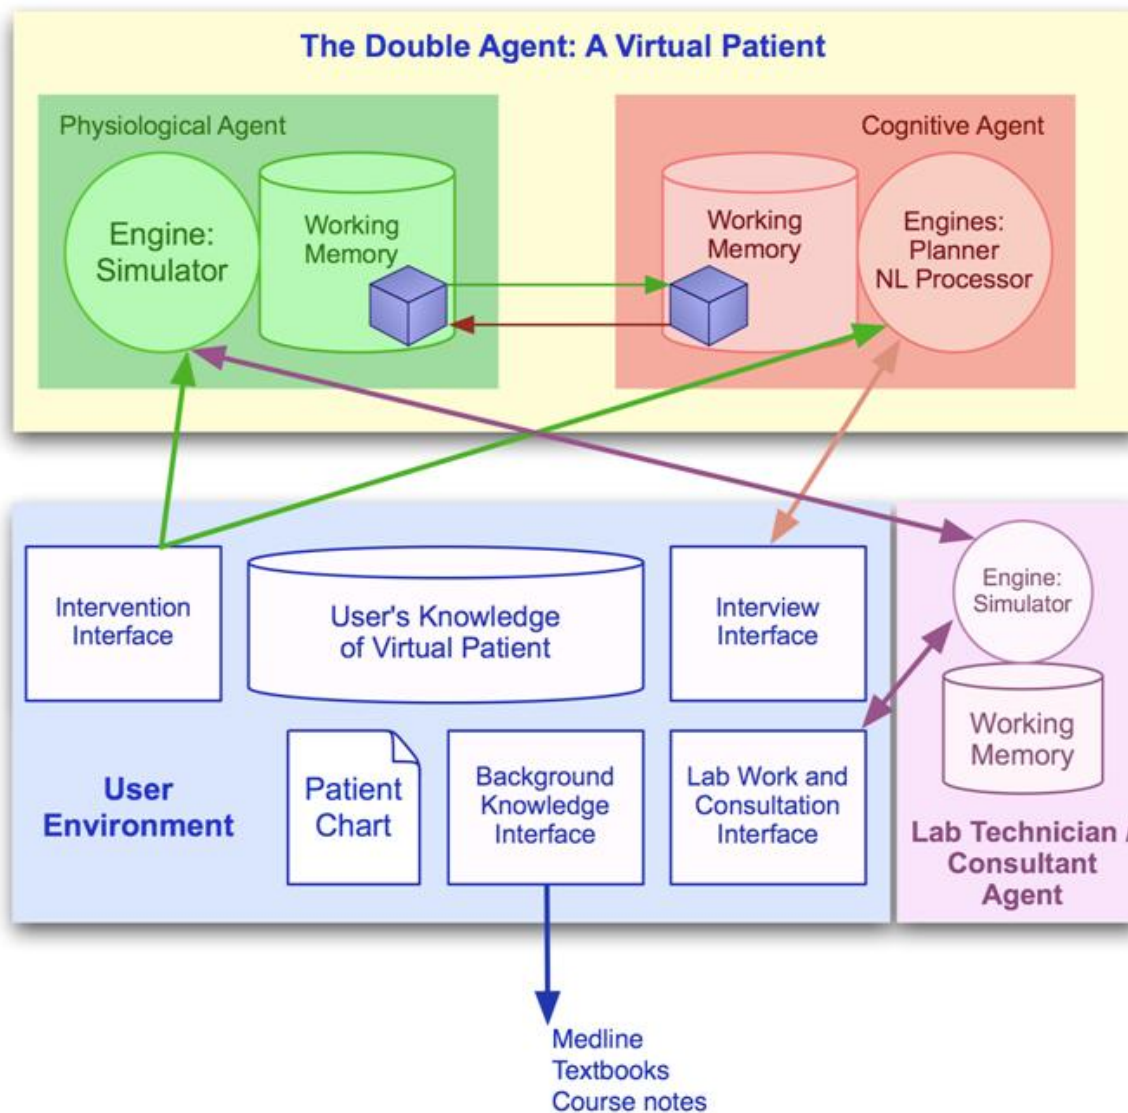 The Double Agent: A Virtual Patient
Physiological Agent
Engine:
Simulator
Working
Memory
Cognitive Agent
Working
Memory
Engines:
Planner
NL Processor
Intervention
Interface
User's Knowledge
of Virtual Patient
Interview
Interface
Engine:
Simulator
Working
Memory
User
Environment
Patient
Chart
Background
Knowledge
Interface
Lab Work and
Consultation
Interface
Lab Technician /
Consultant
Agent
Medline
Textbooks
Course notes